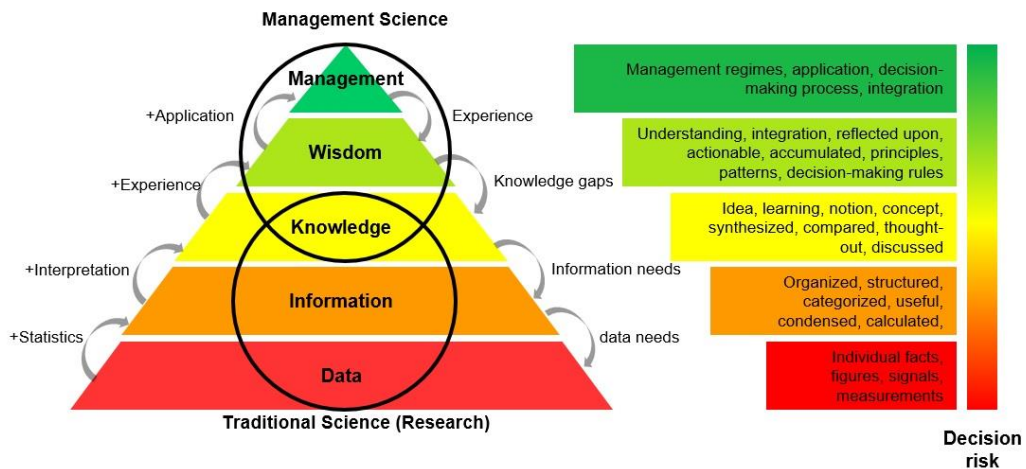 Management Science
Management
+Application
Experience
Wisdom
+Experience
Knowledge gaps
Knowledge
+Interpretation
Information needs
Information
+Statistics
data needs
Data
Traditional Science (Research)
Management regimes, application, decision-
making process, integration
Understanding, integration, reflected upon,
actionable, accumulated, principles,
patterns, decision-making rules
Idea, learning, notion, concept,
synthesized, compared, thought-
out, discussed
Organized, structured,
categorized, useful,
condensed, calculated,
Individual facts,
figures, signals,
measurements
Decision
risk